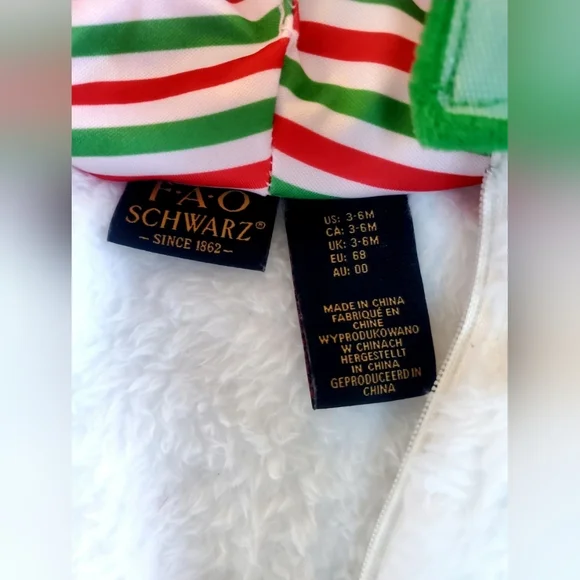 F·A·O
SCHWARZ®
— SINCE 1862 —
US: 3-6M
CA: 3-6M
UK: 3-6M
EU: 68
AU: 00
MADE IN CHINA
FABRIQUÉ EN
CHINE
WYPRODUKOWANO
W CHINACH
HERGESTELLT
IN CHINA
GEPRODUCEERD IN
CHINA